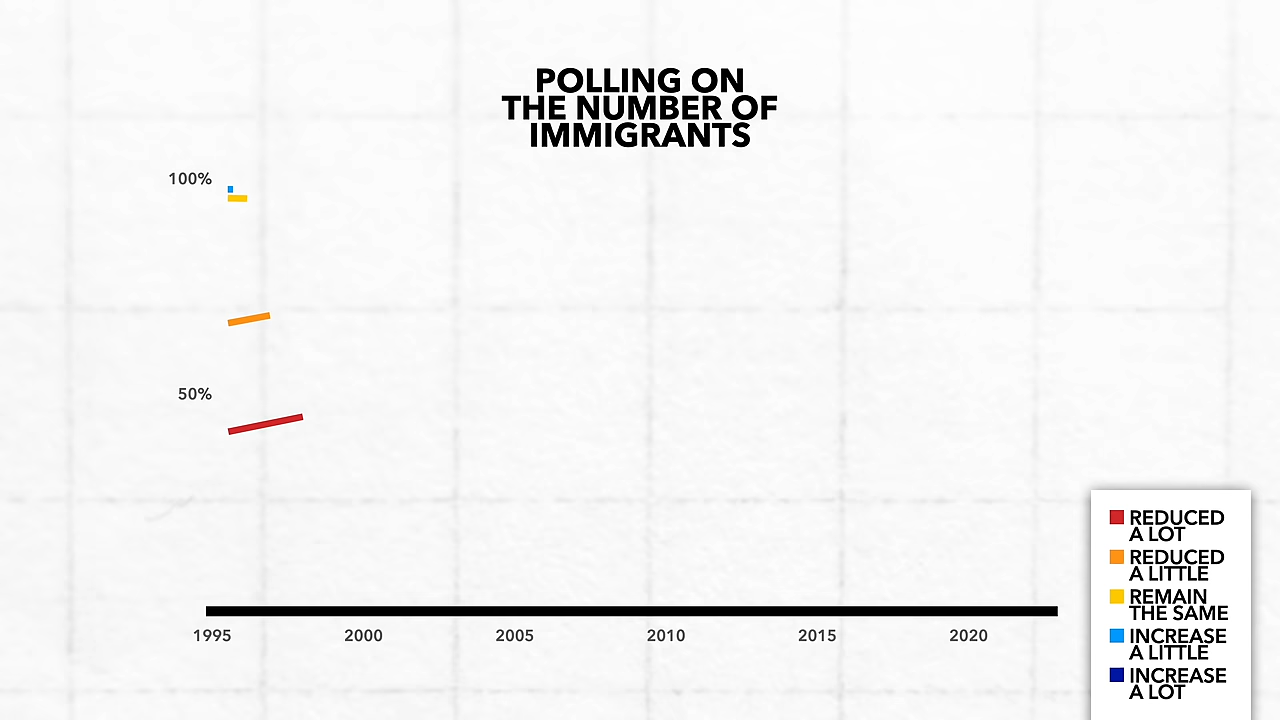 POLLING ON
THE NUMBER OF
IMMIGRANTS
100%
50%
1995 2000 2005 2010 2015 2020
REDUCED
A LOT
REDUCED
A LITTLE
REMAIN
THE SAME
INCREASE
A LITTLE
INCREASE
A LOT